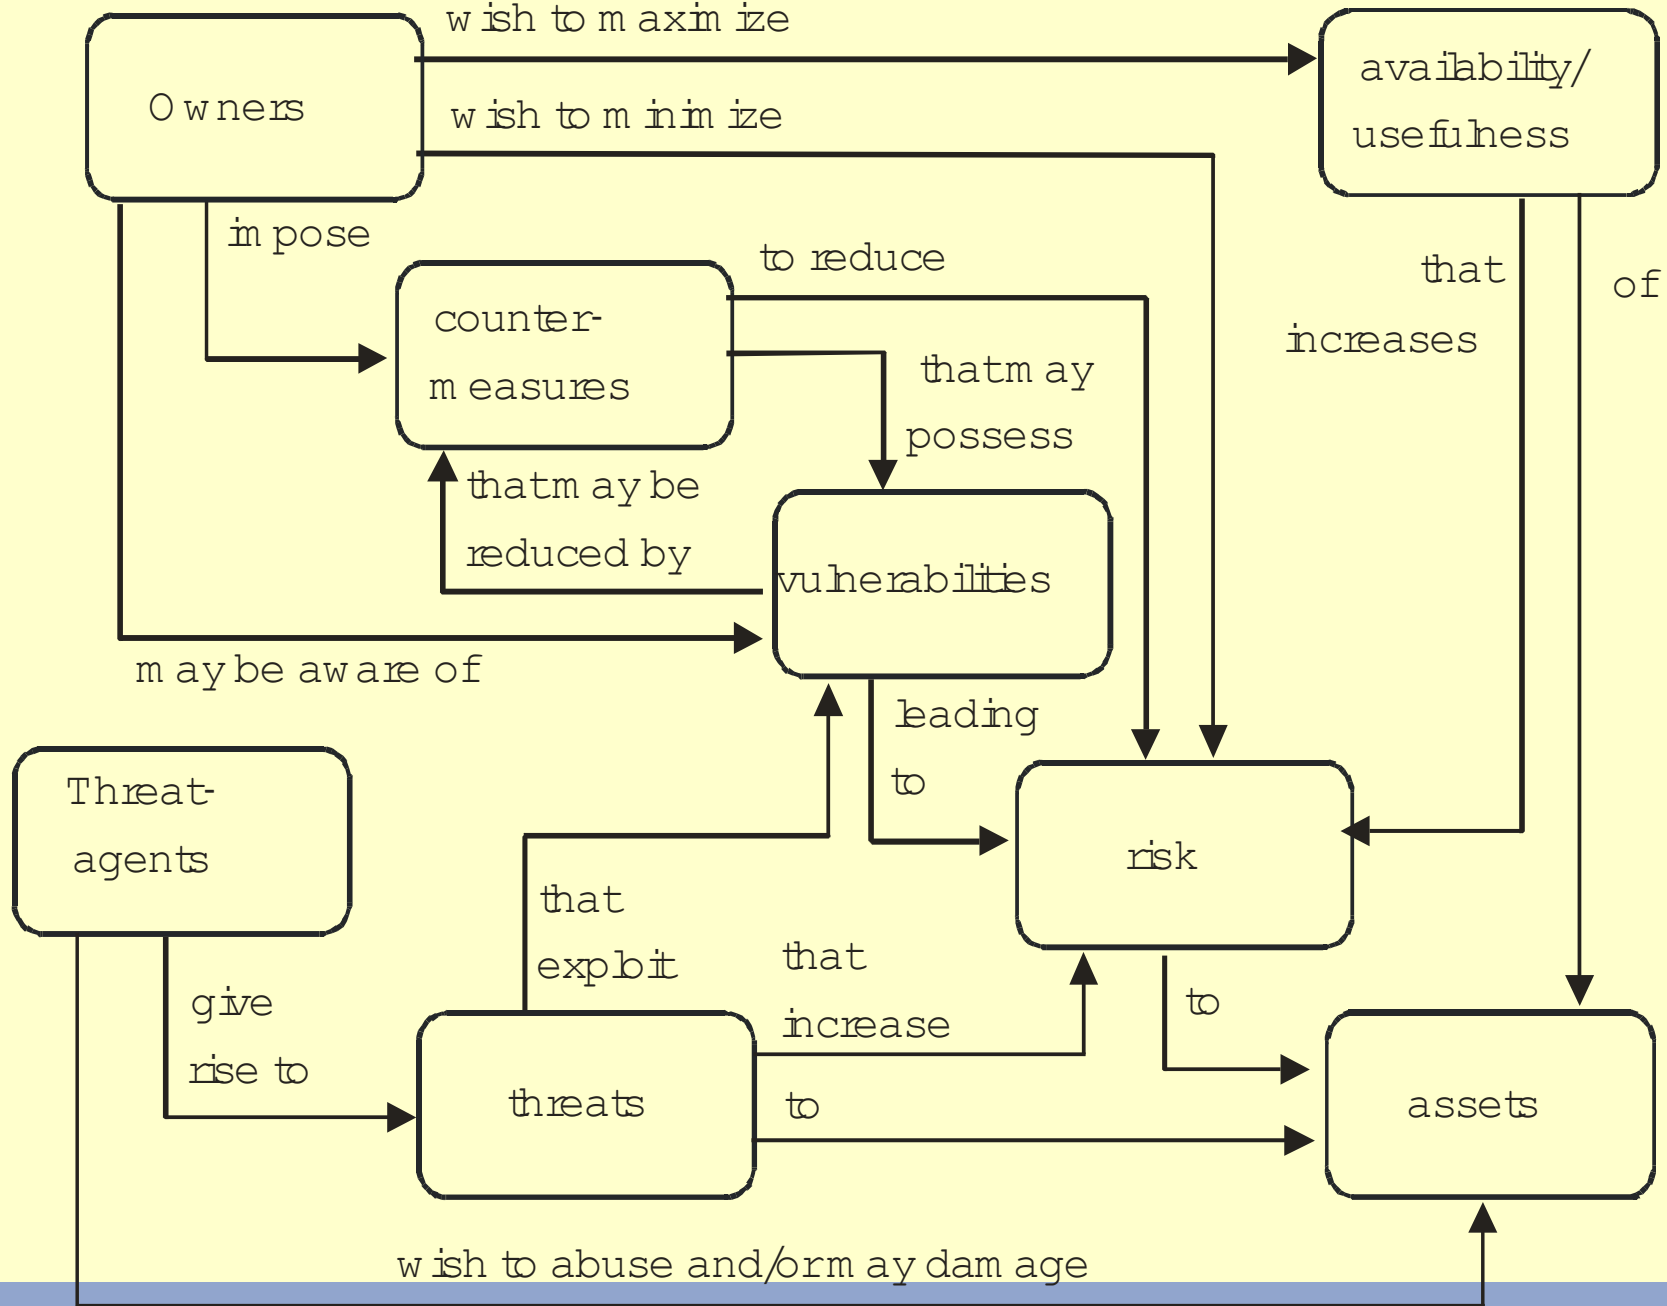 wish to maximize
Owners
availability/
usefulness
wish to minimize
impose
to reduce
that
increases
of
counter-
measures
that may
possess
that may be
reduced by
vulnerabilities
may be aware of
leading
to
Threat-
agents
risk
that
exploit
that
increase
give
rise to
to
threats
to
assets
wish to abuse and/or may damage